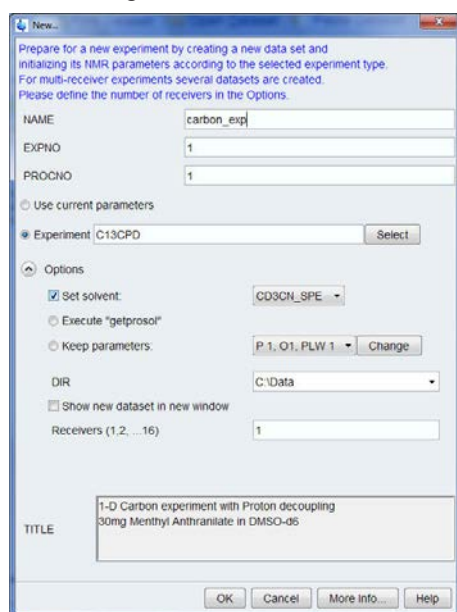 New...
Prepare for a new experiment by creating a new data set and
initializing its NMR parameters according to the selected experiment type.
For multi-receiver experiments several datasets are created.
Please define the number of receivers in the Options.
NAME carbon_exp
EXPNO 1
PROCNO 1
Use current parameters
Experiment C13CPD Select
Options
Set solvent: CD3CN_SPE
Execute "getprosol"
Keep parameters: P 1, O1, PLW 1 Change
DIR C:\Data
Show new dataset in new window
Receivers (1,2, ...16) 1
1-D Carbon experiment with Proton decoupling
30mg Menthyl Anthranilate in DMSO-d6
TITLE
OK Cancel More Info... Help